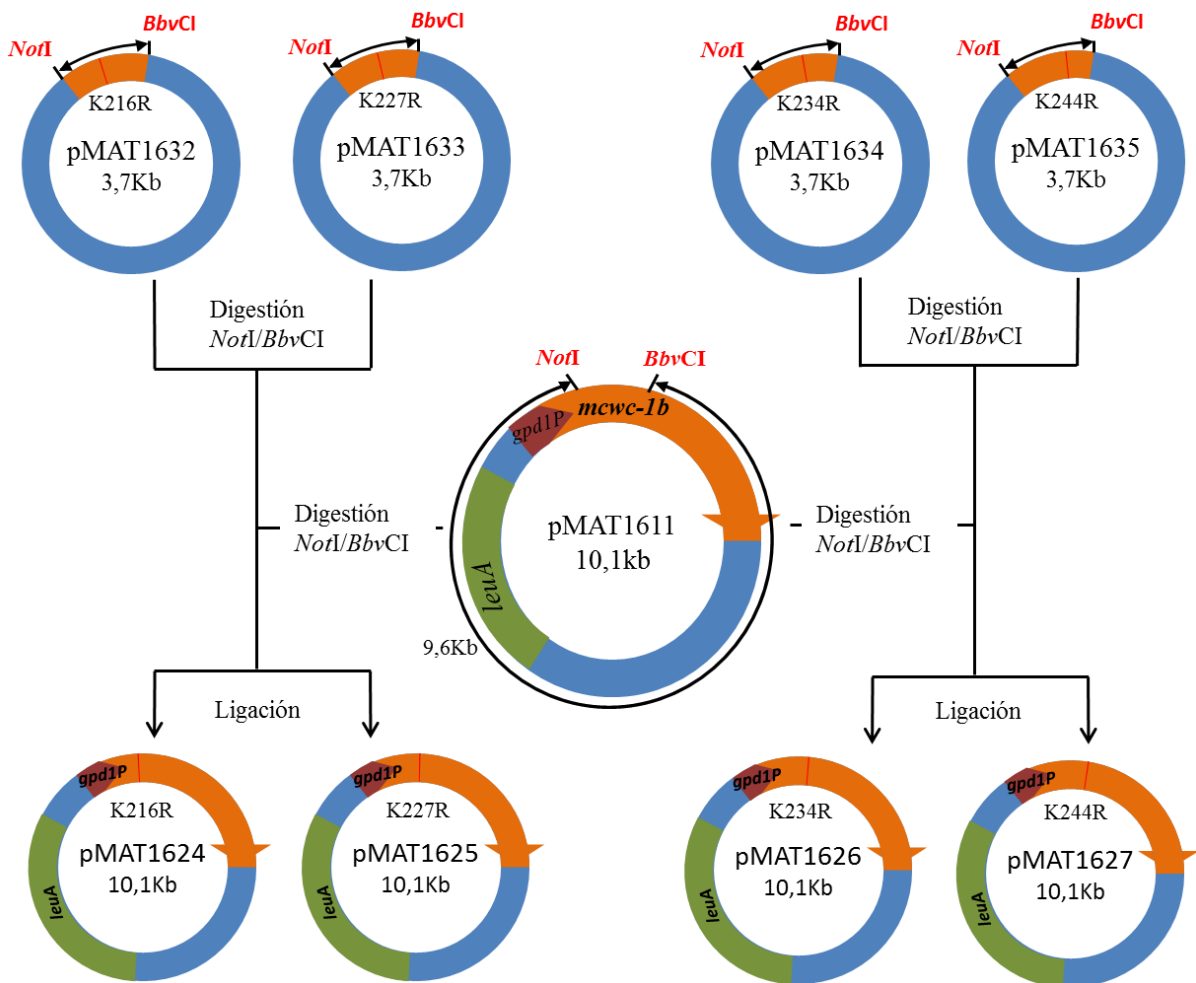 NotI
BbvCI
K216R
pMAT1632
3,7Kb
NotI
BbvCI
K227R
pMAT1633
3,7Kb
NotI
BbvCI
K234R
pMAT1634
3,7Kb
NotI
BbvCI
K244R
pMAT1635
3,7Kb
Digestión
NotI/BbvCI
Digestión
NotI/BbvCI
NotI
BbvCI
gpd1P
mcwc-1b
leuA
pMAT1611
10,1kb
9,6Kb
Digestión
NotI/BbvCI
Digestión
NotI/BbvCI
Ligación
Ligación
gpd1P
K216R
pMAT1624
10,1Kb
leuA
gpd1P
K227R
pMAT1625
10,1Kb
leuA
gpd1P
K234R
pMAT1626
10,1Kb
leuA
gpd1P
K244R
pMAT1627
10,1Kb
leuA